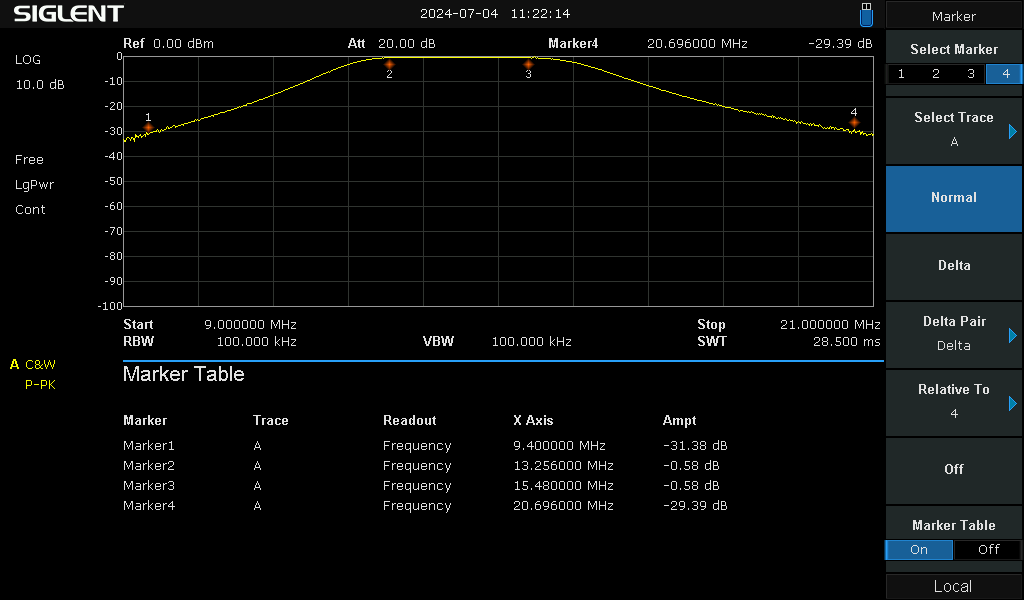 SIGLENT 2024-07-04 11:22:14
Marker
Ref 0.00 dBm Att 20.00 dB Marker4 20.696000 MHz -29.39 dB
LOG
10.0 dB
Free
LgPwr
Cont
A C&W
P-PK
0
-10
-20
-30
-40
-50
-60
-70
-80
-90
-100
1
2
3
4
Start 9.000000 MHz Stop 21.000000 MHz
RBW 100.000 kHz VBW 100.000 kHz SWT 28.500 ms
Marker Table
Marker Trace Readout X Axis Ampt
Marker1 A Frequency 9.400000 MHz -31.38 dB
Marker2 A Frequency 13.256000 MHz -0.58 dB
Marker3 A Frequency 15.480000 MHz -0.58 dB
Marker4 A Frequency 20.696000 MHz -29.39 dB
Select Marker
1 2 3 4
Select Trace
A
Normal
Delta
Delta Pair
Delta
Relative To
4
Off
Marker Table
On Off
Local